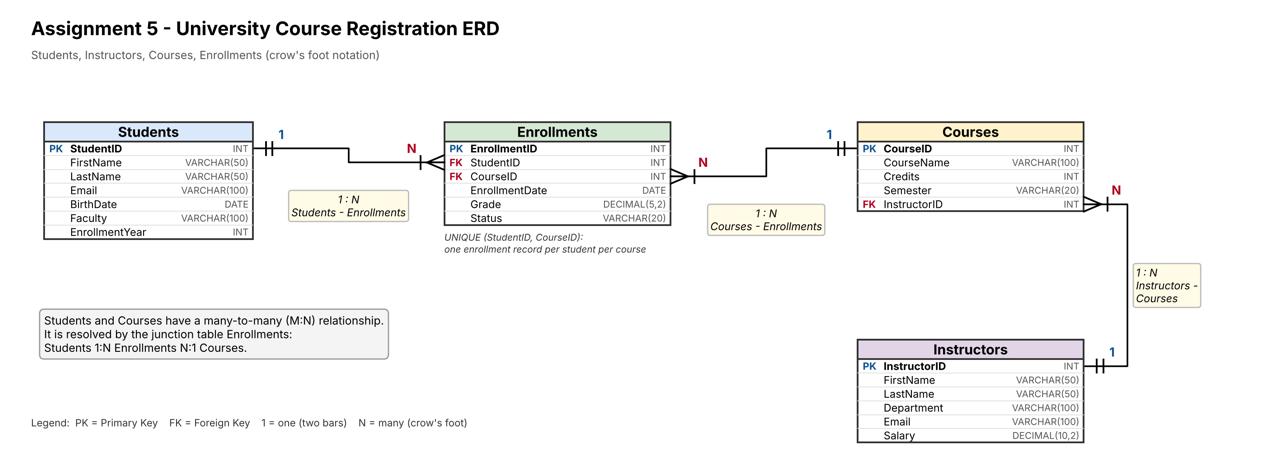 Assignment 5 - University Course Registration ERD
Students, Instructors, Courses, Enrollments (crow's foot notation)
Students
PK StudentID INT
FirstName VARCHAR(50)
LastName VARCHAR(50)
Email VARCHAR(100)
BirthDate DATE
Faculty VARCHAR(100)
EnrollmentYear INT
1
N
1 : N
Students - Enrollments
Enrollments
PK EnrollmentID INT
FK StudentID INT
FK CourseID INT
EnrollmentDate DATE
Grade DECIMAL(5,2)
Status VARCHAR(20)
UNIQUE (StudentID, CourseID):
one enrollment record per student per course
N
1
1 : N
Courses - Enrollments
Courses
PK CourseID INT
CourseName VARCHAR(100)
Credits INT
Semester VARCHAR(20)
FK InstructorID INT
N
1 : N
Instructors -
Courses
1
Instructors
PK InstructorID INT
FirstName VARCHAR(50)
LastName VARCHAR(50)
Department VARCHAR(100)
Email VARCHAR(100)
Salary DECIMAL(10,2)
Students and Courses have a many-to-many (M:N) relationship.
It is resolved by the junction table Enrollments:
Students 1:N Enrollments N:1 Courses.
Legend: PK = Primary Key FK = Foreign Key 1 = one (two bars) N = many (crow's foot)